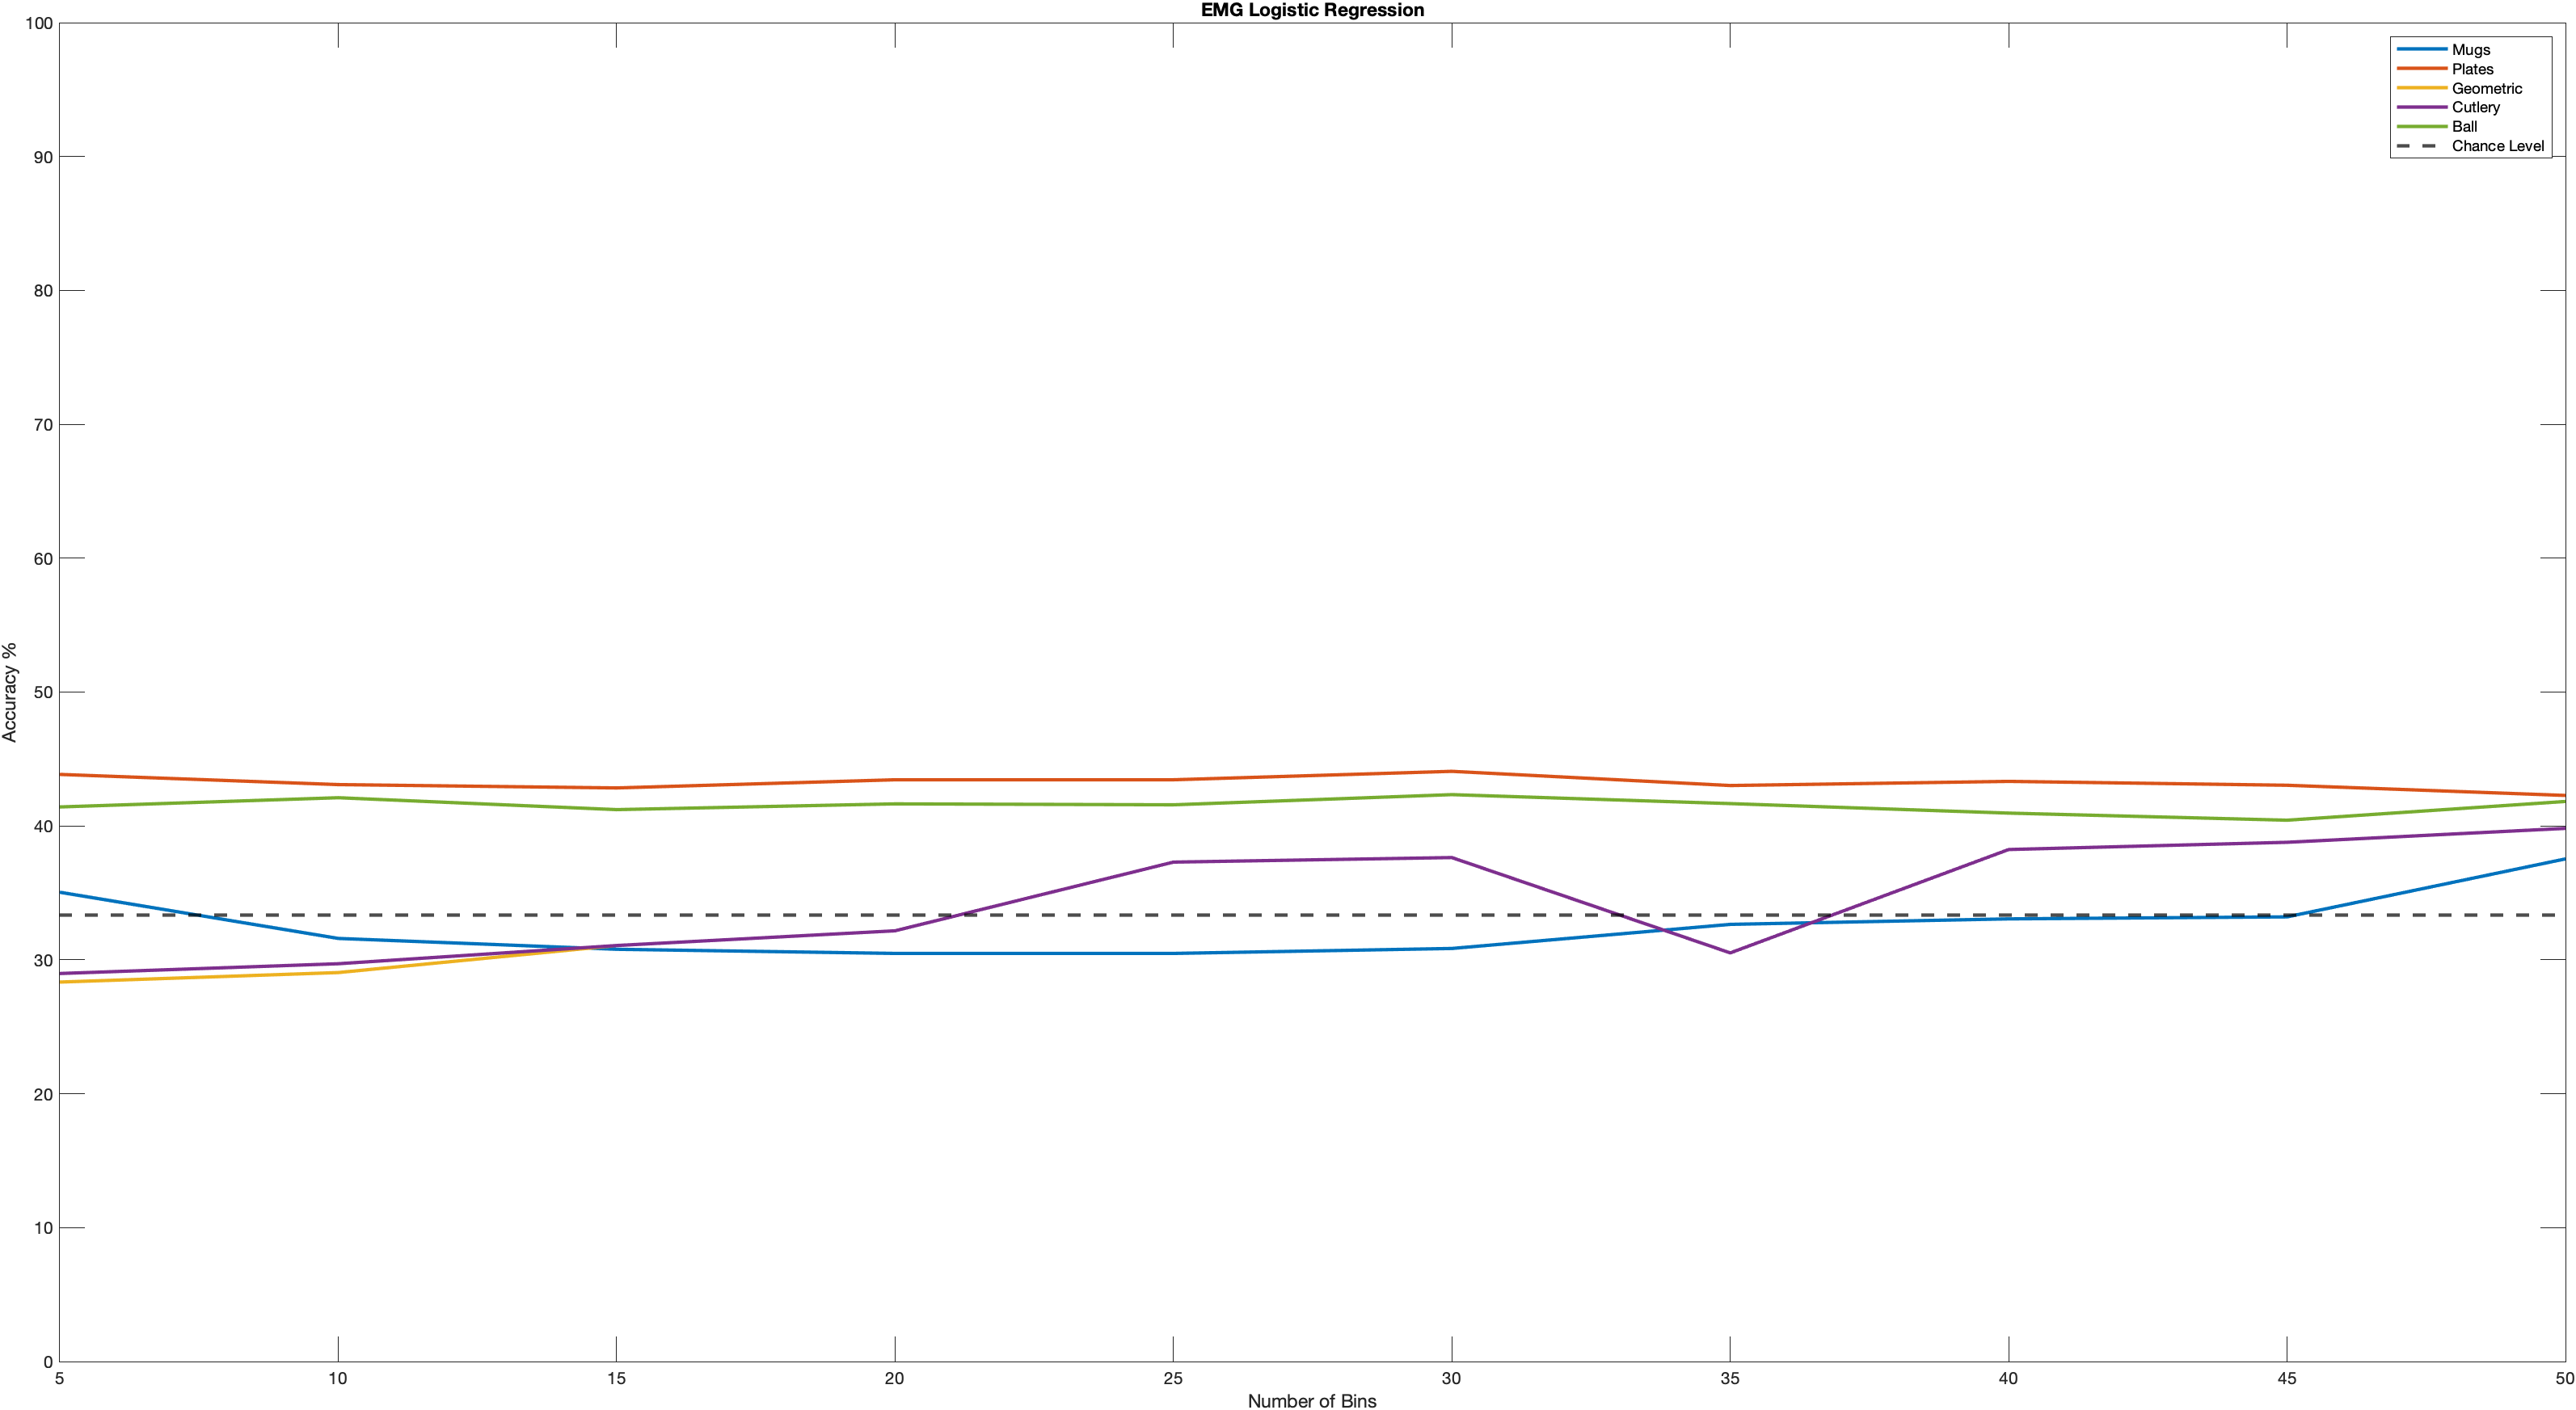 EMG Logistic Regression
100
90
80
70
60
50
40
30
20
10
0
Accuracy %
5 10 15 20 25 30 35 40 45 50
Number of Bins
Mugs
Plates
Geometric
Cutlery
Ball
Chance Level